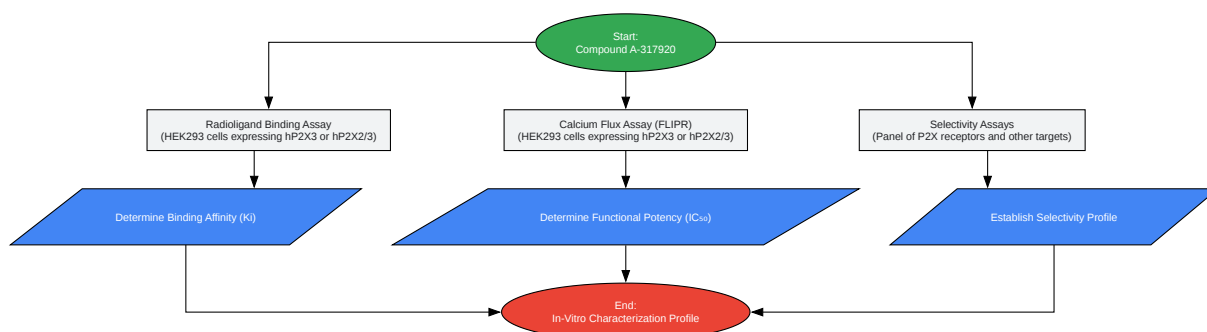 Start:
Compound A-317920
Radioligand Binding Assay
(HEK293 cells expressing hP2X3 or hP2X2/3)
Calcium Flux Assay (FLIPR)
(HEK293 cells expressing hP2X3 or hP2X2/3)
Selectivity Assays
(Panel of P2X receptors and other targets)
Determine Binding Affinity (Ki)
Determine Functional Potency (IC₅₀)
Establish Selectivity Profile
End:
In-Vitro Characterization Profile